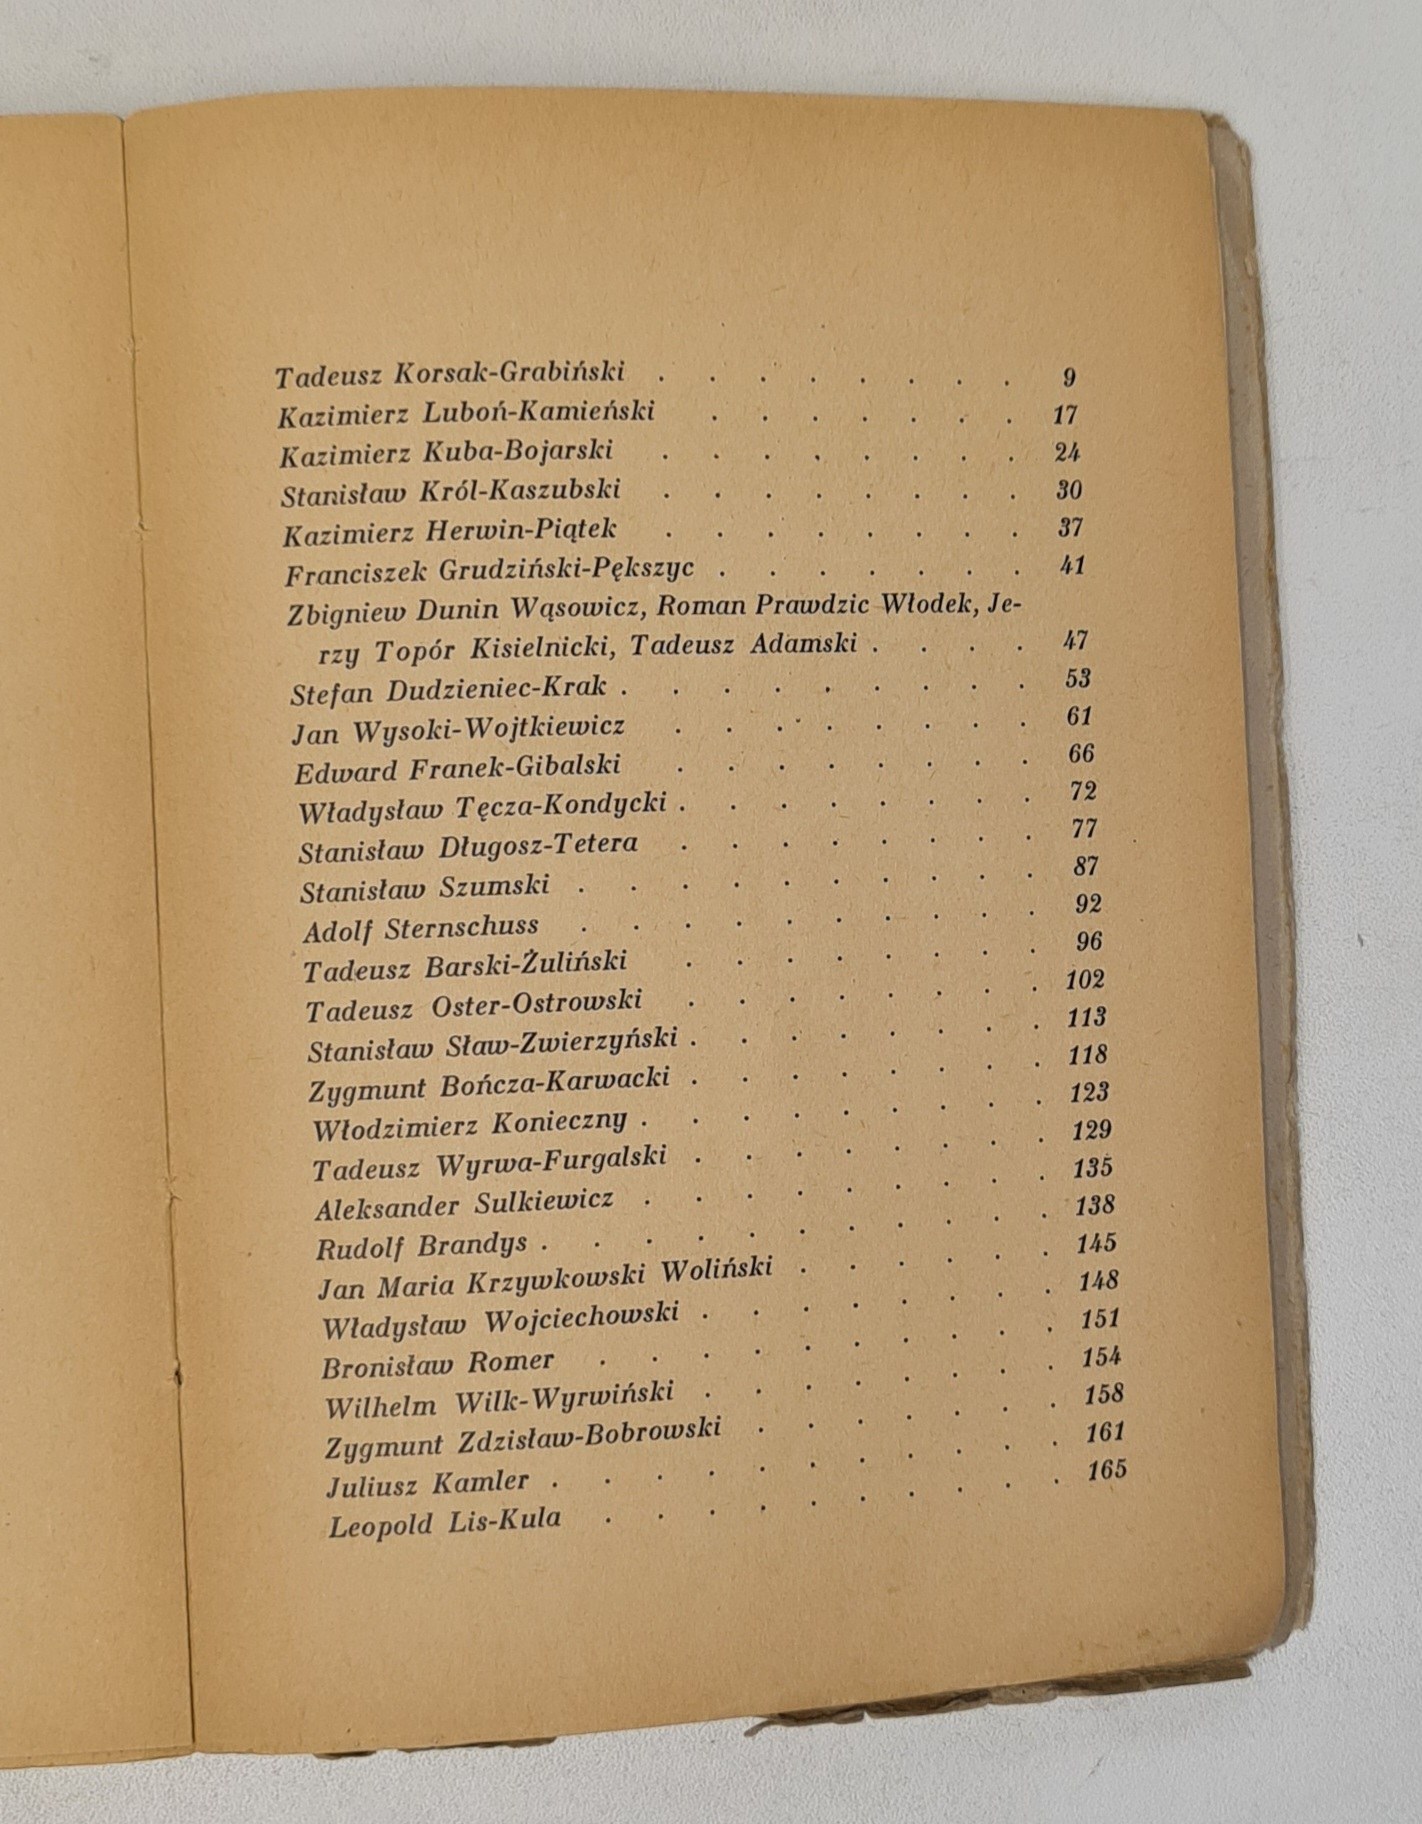 Tadeusz Korsak-Grabiński . . . . . . . . 9
Kazimierz Luboń-Kamieński . . . . . . . 17
Kazimierz Kuba-Bojarski . . . . . . . . 24
Stanisław Król-Kaszubski . . . . . . . . 30
Kazimierz Herwin-Piątek . . . . . . . . 37
Franciszek Grudziński-Pększyc . . . . . . . 41
Zbigniew Dunin Wąsowicz, Roman Prawdzic Włodek, Je-
rzy Topór Kisielnicki, Tadeusz Adamski . . . . 47
Stefan Dudzieniec-Krak . . . . . . . . . 53
Jan Wysoki-Wojtkiewicz . . . . . . . . 61
Edward Franek-Gibalski . . . . . . . . 66
Władysław Tęcza-Kondycki . . . . . . . . 72
Stanisław Długosz-Tetera . . . . . . . . 77
Stanisław Szumski . . . . . . . . . . 87
Adolf Sternschuss . . . . . . . . . . 92
Tadeusz Barski-Żuliński . . . . . . . . 96
Tadeusz Oster-Ostrowski . . . . . . . . 102
Stanisław Sław-Zwierzyński . . . . . . . . 113
Zygmunt Bończa-Karwacki . . . . . . . . 118
Włodzimierz Konieczny . . . . . . . . . 123
Tadeusz Wyrwa-Furgalski . . . . . . . . 129
Aleksander Sulkiewicz . . . . . . . . . 135
Rudolf Brandys . . . . . . . . . . . 138
Jan Maria Krzywkowski Woliński . . . . . . 145
Władysław Wojciechowski . . . . . . . . 148
Bronisław Romer . . . . . . . . . . 151
Wilhelm Wilk-Wyrwiński . . . . . . . . 154
Zygmunt Zdzisław-Bobrowski . . . . . . . 158
Juliusz Kamler . . . . . . . . . . . 161
Leopold Lis-Kula . . . . . . . . . . 165